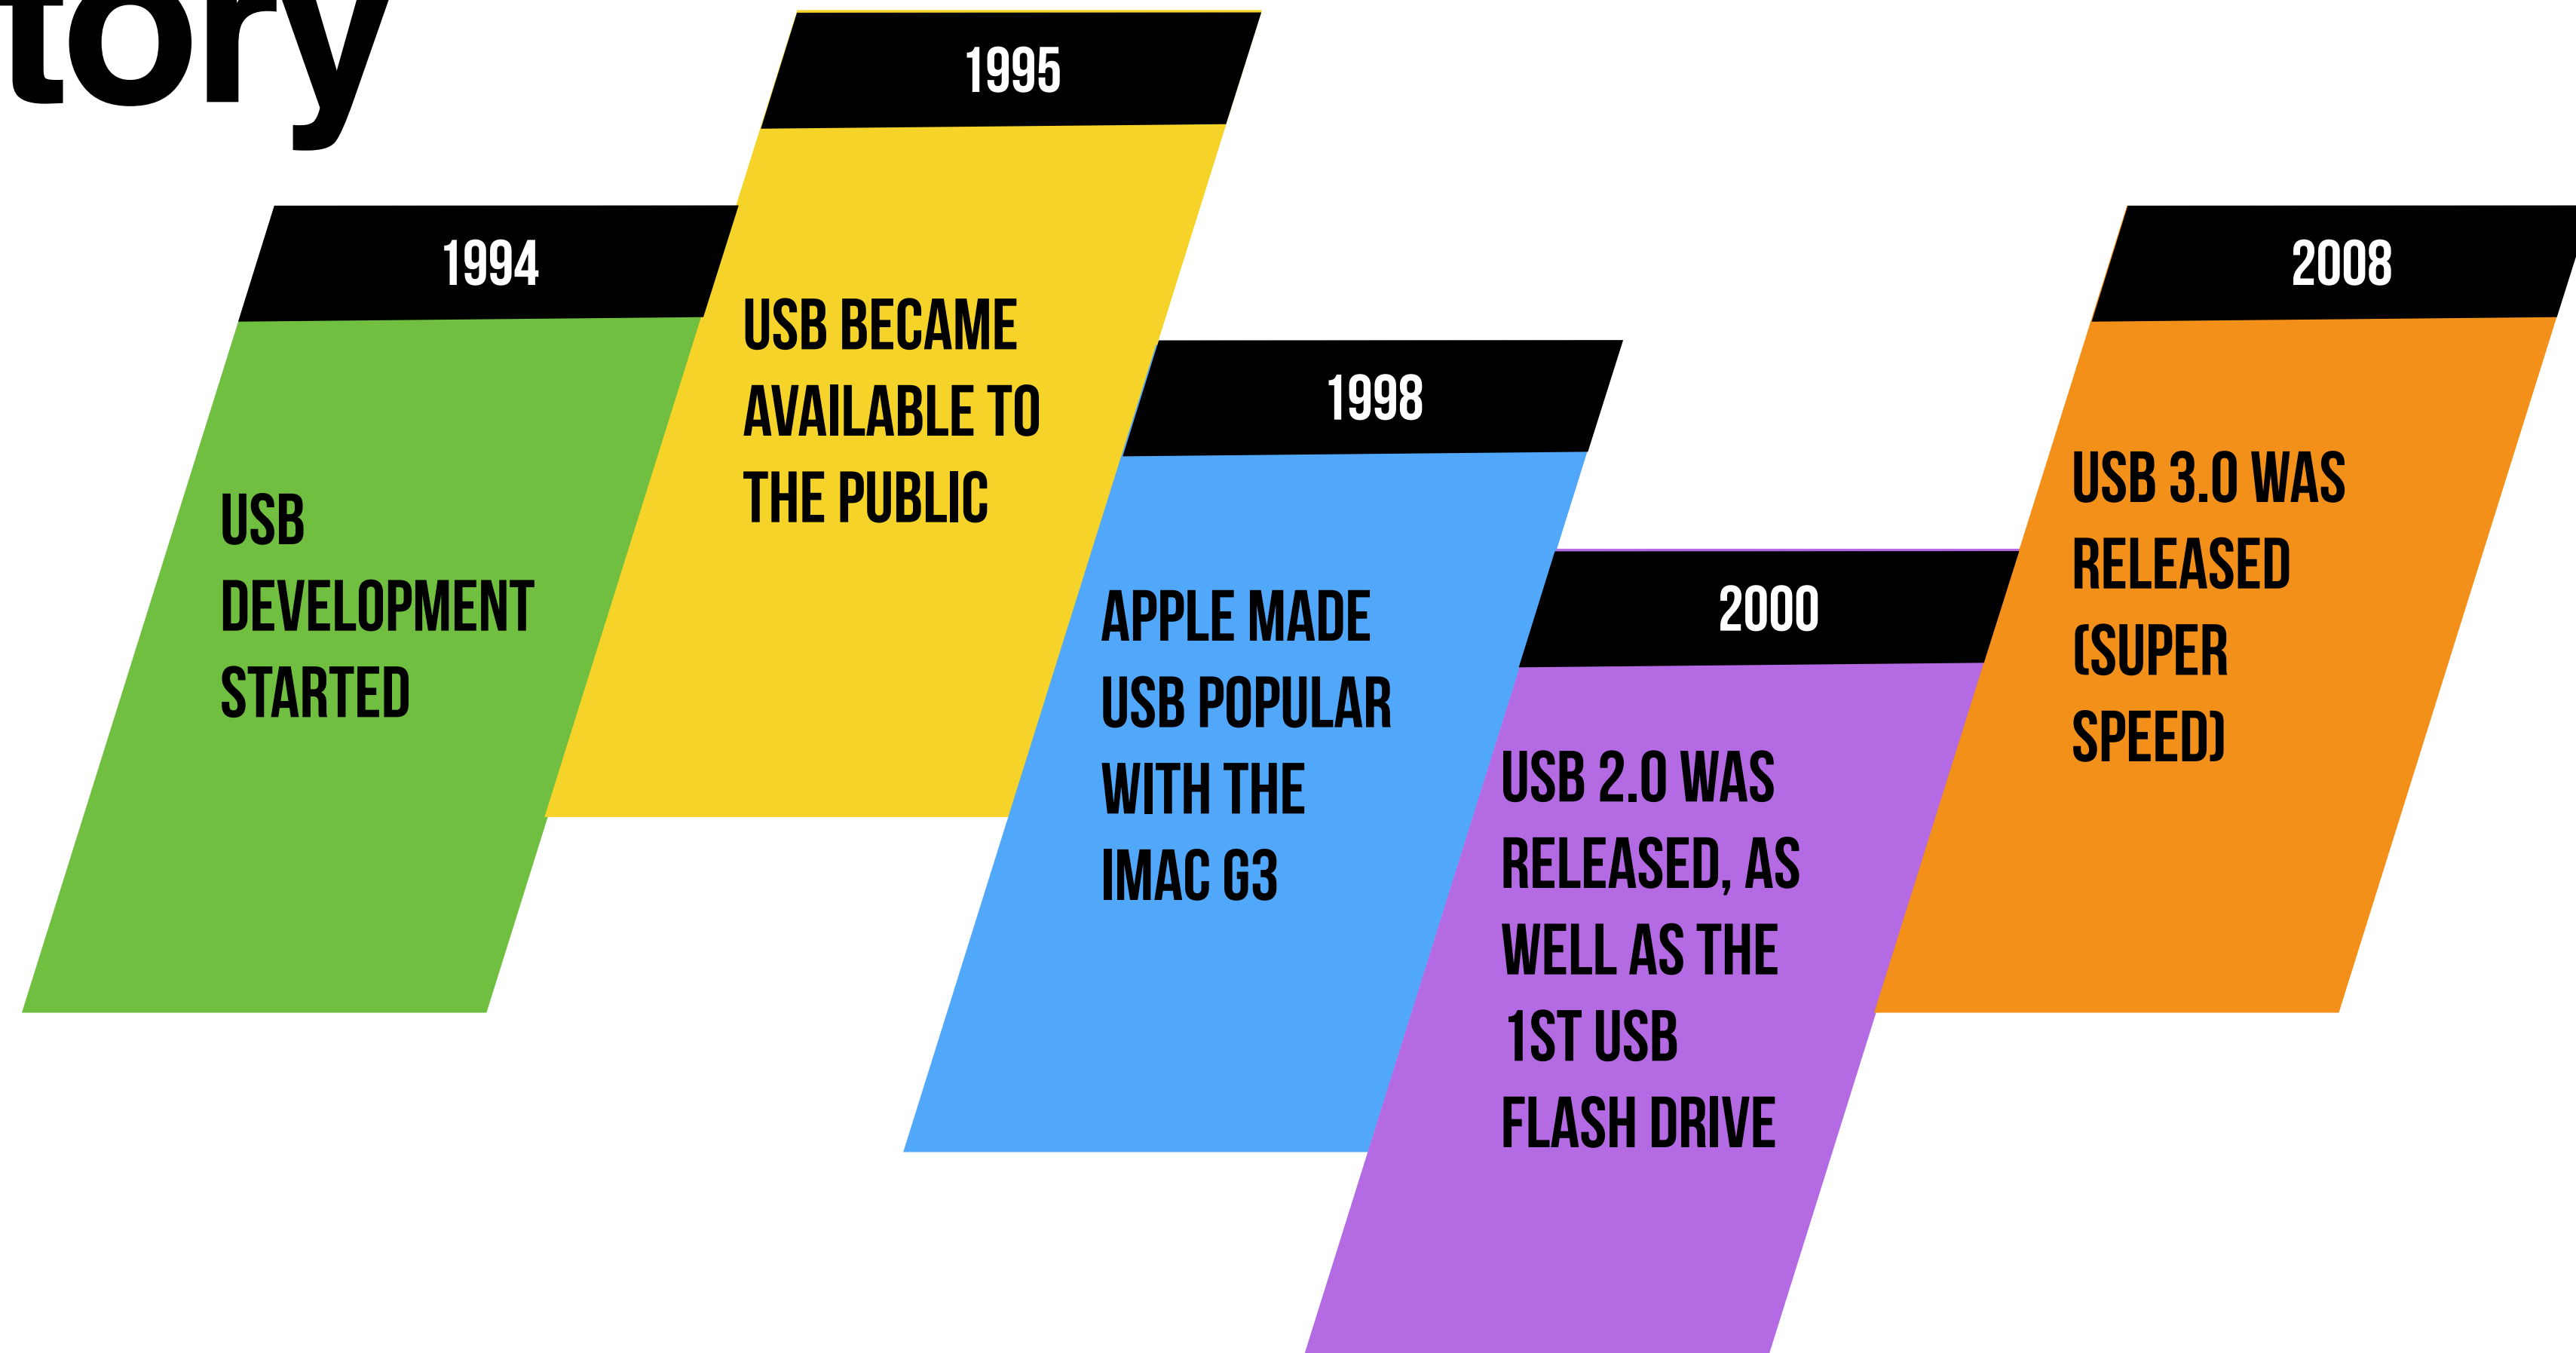 tory
1994
USB
DEVELOPMENT
STARTED
1995
USB BECAME
AVAILABLE TO
THE PUBLIC
1998
APPLE MADE
USB POPULAR
WITH THE
IMAC G3
2000
USB 2.0 WAS
RELEASED, AS
WELL AS THE
1ST USB
FLASH DRIVE
2008
USB 3.0 WAS
RELEASED
(SUPER
SPEED)